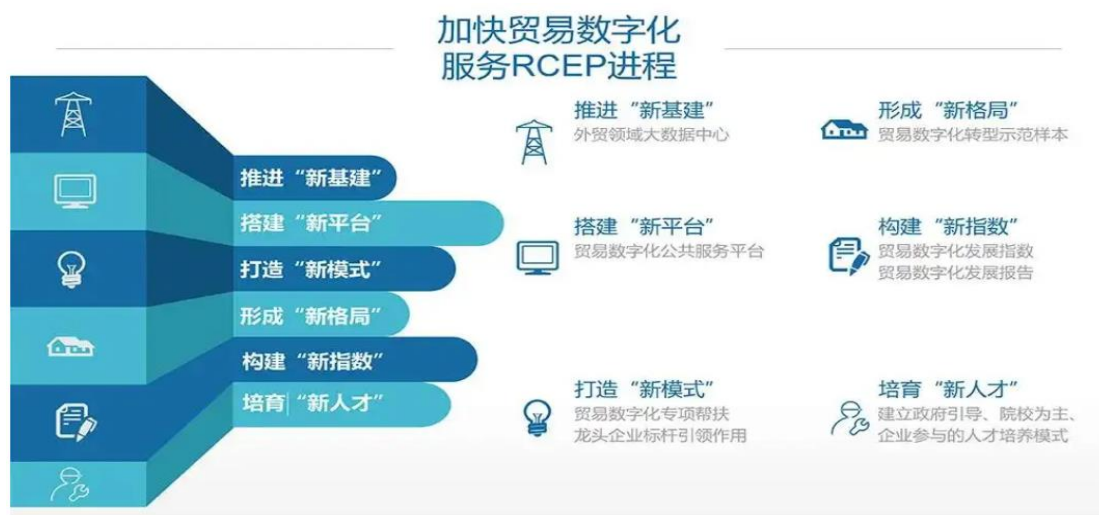 加快贸易数字化
服务RCEP进程
推进“新基建”
搭建“新平台”
打造“新模式”
形成“新格局”
构建“新指数”
培育“新人才”
推进“新基建”
外贸领域大数据中心
搭建“新平台”
贸易数字化公共服务平台
打造“新模式”
贸易数字化专项帮扶
龙头企业标杆引领作用
形成“新格局”
贸易数字化转型示范样本
构建“新指数”
贸易数字化发展指数
贸易数字化发展报告
培育“新人才”
建立政府引导、院校为主、
企业参与的人才培养模式